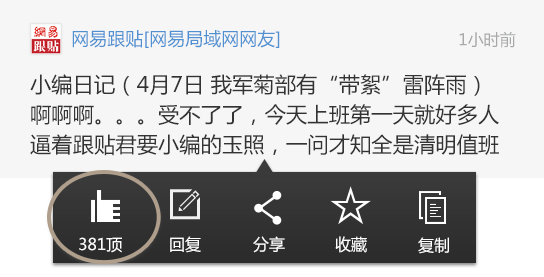 网易
跟贴
网易跟贴[网易局域网网友]
1小时前
小编日记（4月7日 我军菊部有“带絮”雷阵雨）
啊啊啊。。。受不了了，今天上班第一天就好多人
逼着跟贴君要小编的玉照，一问才知全是清明值班
381顶
回复
分享
收藏
复制